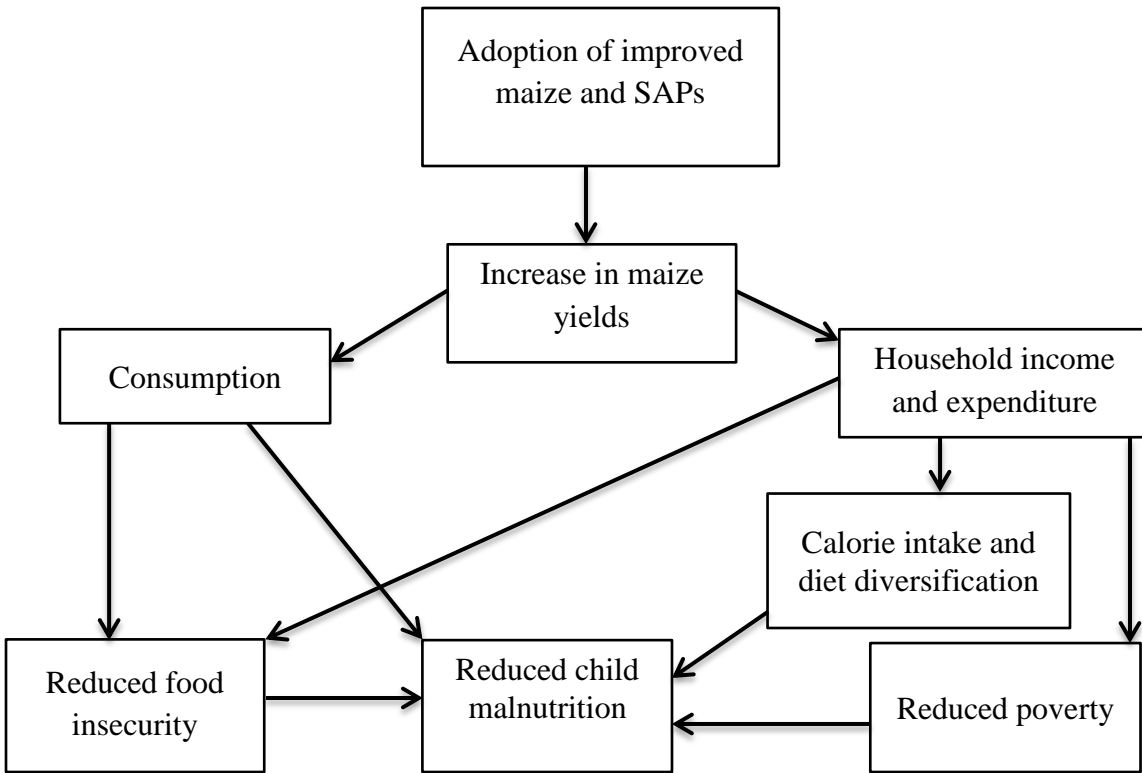 Adoption of improved
maize and SAPs
Increase in maize
yields
Consumption
Household income
and expenditure
Calorie intake and
diet diversification
Reduced food
insecurity
Reduced child
malnutrition
Reduced poverty